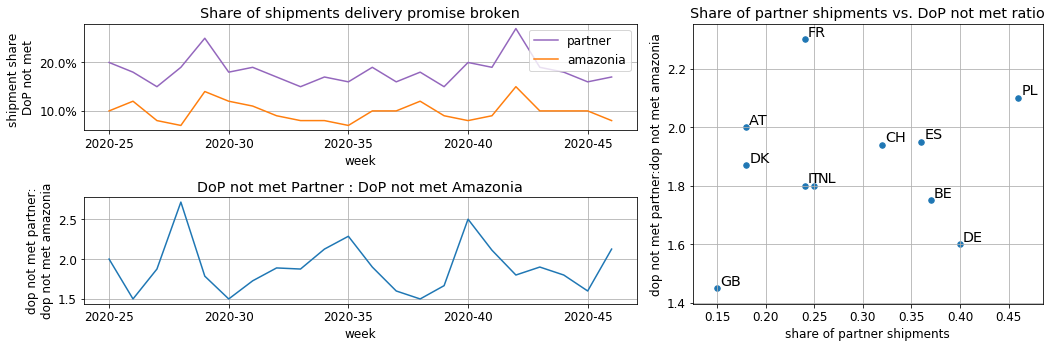 Share of shipments delivery promise broken
shipment share
DoP not met
20.0%
10.0%
partner
amazonia
2020-25
2020-30
2020-35
2020-40
2020-45
week
DoP not met Partner : DoP not met Amazonia
dop not met partner:
dop not met amazonia
2.5
2.0
1.5
2020-25
2020-30
2020-35
2020-40
2020-45
week
Share of partner shipments vs. DoP not met ratio
dop not met partner:dop not met amazonia
2.2
2.0
1.8
1.6
1.4
FR
PL
AT
CH
ES
DK
IT
NL
BE
DE
GB
0.15
0.20
0.25
0.30
0.35
0.40
0.45
share of partner shipments